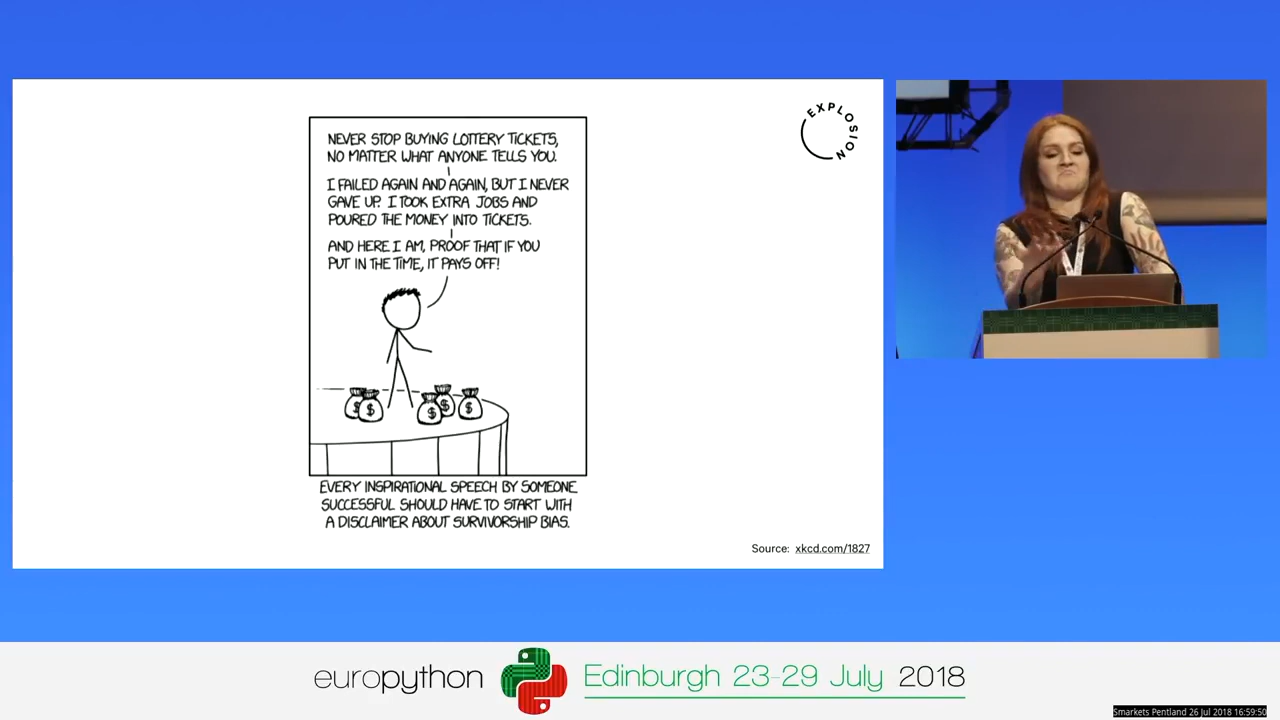 EXPLOSION
NEVER STOP BUYING LOTTERY TICKETS,
NO MATTER WHAT ANYONE TELLS YOU.
I FAILED AGAIN AND AGAIN, BUT I NEVER
GAVE UP. I TOOK EXTRA JOBS AND
POURED THE MONEY INTO TICKETS.
AND HERE I AM, PROOF THAT IF YOU
PUT IN THE TIME, IT PAYS OFF!
$ $ $ $ $
EVERY INSPIRATIONAL SPEECH BY SOMEONE
SUCCESSFUL SHOULD HAVE TO START WITH
A DISCLAIMER ABOUT SURVIVORSHIP BIAS.
Source: xkcd.com/1827
europython Edinburgh 23-29 July 2018
Smarkets Pentland 26 Jul 2018 16:59:50